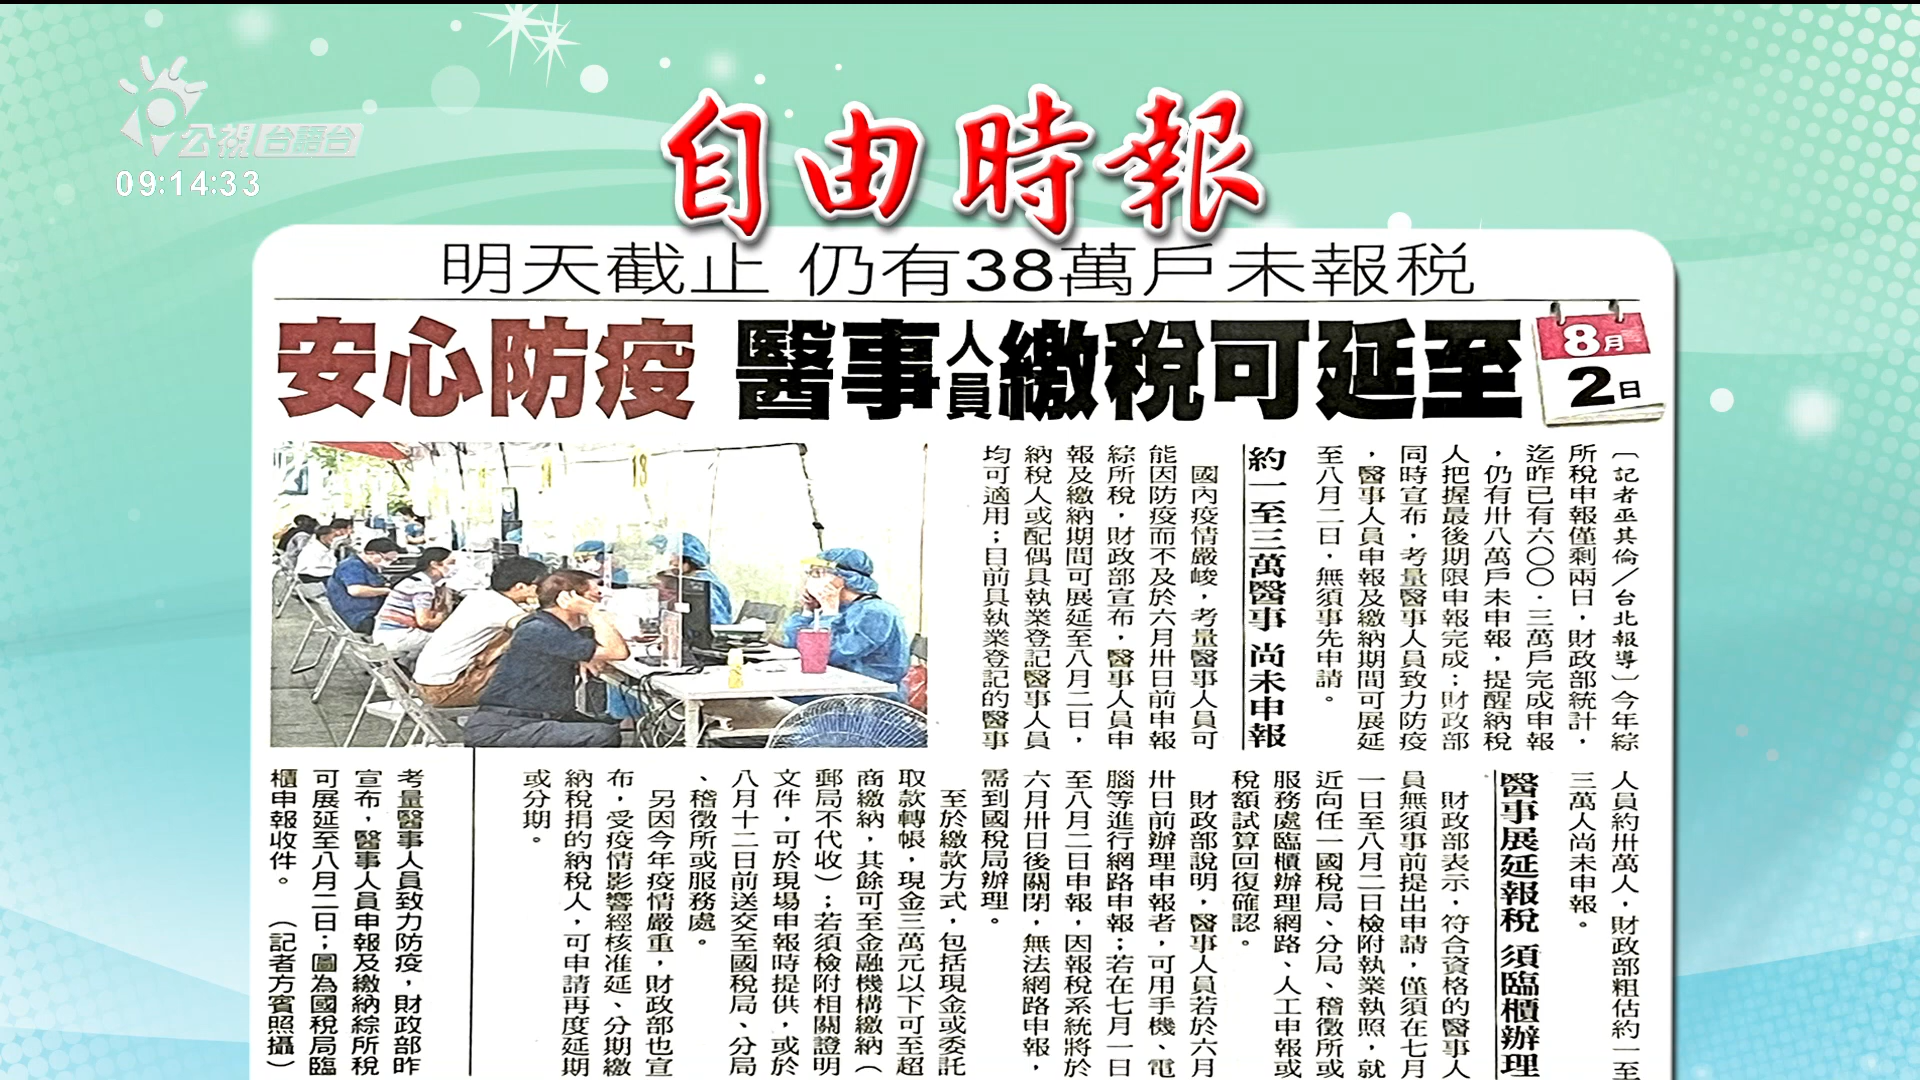 公視台語台
09:14:33
自由時報
明天截止 仍有38萬戶未報稅
安心防疫 醫事人員繳稅可延至8月2日
〔記者巫其倫／台北報導〕今年綜
所稅申報僅剩兩日，財政部統計，
迄昨已有六〇〇．三萬戶完成申報
，仍有卅八萬戶未申報，提醒納稅
人把握最後期限申報完成；財政部
同時宣布，考量醫事人員致力防疫
，醫事人員申報及繳納期間可展延
至八月二日，無須事先申請。
約一至三萬醫事 尚未申報
國內疫情嚴峻，考量醫事人員可
能因防疫而不及於六月卅日前申報
綜所稅，財政部宣布，醫事人員申
報及繳納期間可展延至八月二日，
納稅人或配偶具執業登記醫事人員
均可適用；目前具執業登記的醫事
人員約卅萬人，財政部粗估約一至
三萬人尚未申報。
醫事展延報稅 須臨櫃辦理
財政部表示，符合資格的醫事人
員無須事前提出申請，僅須在七月
一日至八月二日檢附執業執照，就
近向任一國稅局、分局、稽徵所或
服務處臨櫃辦理網路、人工申報或
稅額試算回復確認。
財政部說明，醫事人員若於六月
卅日前辦理申報者，可用手機、電
腦等進行網路申報；若在七月一日
至八月二日申報，因報稅系統將於
六月卅日後關閉，無法網路申報，
需到國稅局辦理。
至於繳款方式，包括現金或委託
取款轉帳，現金三萬元以下可至超
商繳納，其餘可至金融機構繳納（
郵局不代收）；若須檢附相關證明
文件，可於現場申報時提供，或於
八月十二日前送交至國稅局、分局
、稽徵所或服務處。
另因今年疫情嚴重，財政部也宣
布，受疫情影響經核准延、分期繳
納稅捐的納稅人，可申請再度延期
或分期。
考量醫事人員致力防疫，財政部昨
宣布，醫事人員申報及繳納綜所稅
可展延至八月二日；圖為國稅局臨
櫃申報收件。　（記者方賓照攝）